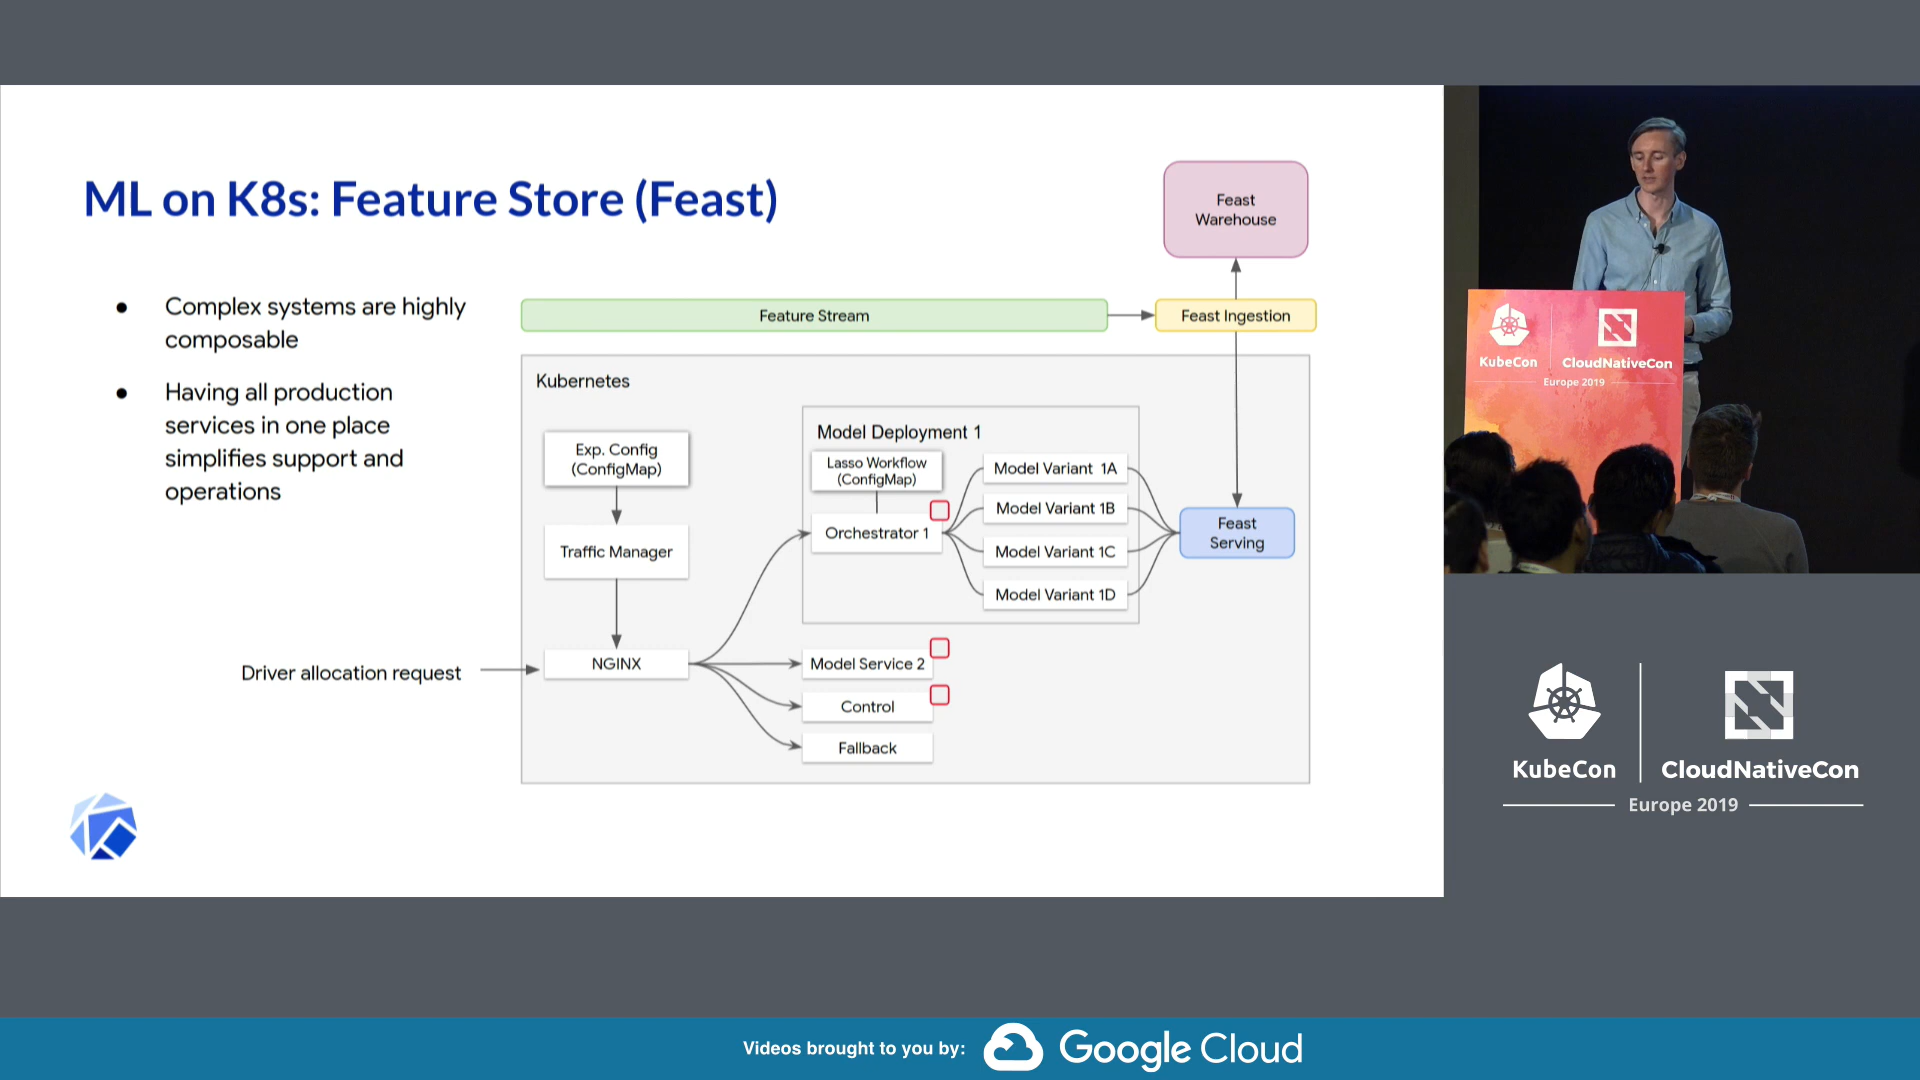 ML on K8s: Feature Store (Feast)
● Complex systems are highly
composable
● Having all production
services in one place
simplifies support and
operations
Feast
Warehouse
Feature Stream
Feast Ingestion
Kubernetes
Exp. Config
(ConfigMap)
Traffic Manager
Driver allocation request
NGINX
Model Deployment 1
Lasso Workflow
(ConfigMap)
Orchestrator 1
Model Variant 1A
Model Variant 1B
Model Variant 1C
Model Variant 1D
Feast
Serving
Model Service 2
Control
Fallback
KubeCon
CloudNativeCon
Europe 2019
KubeCon
CloudNativeCon
Europe 2019
Videos brought to you by:
Google Cloud